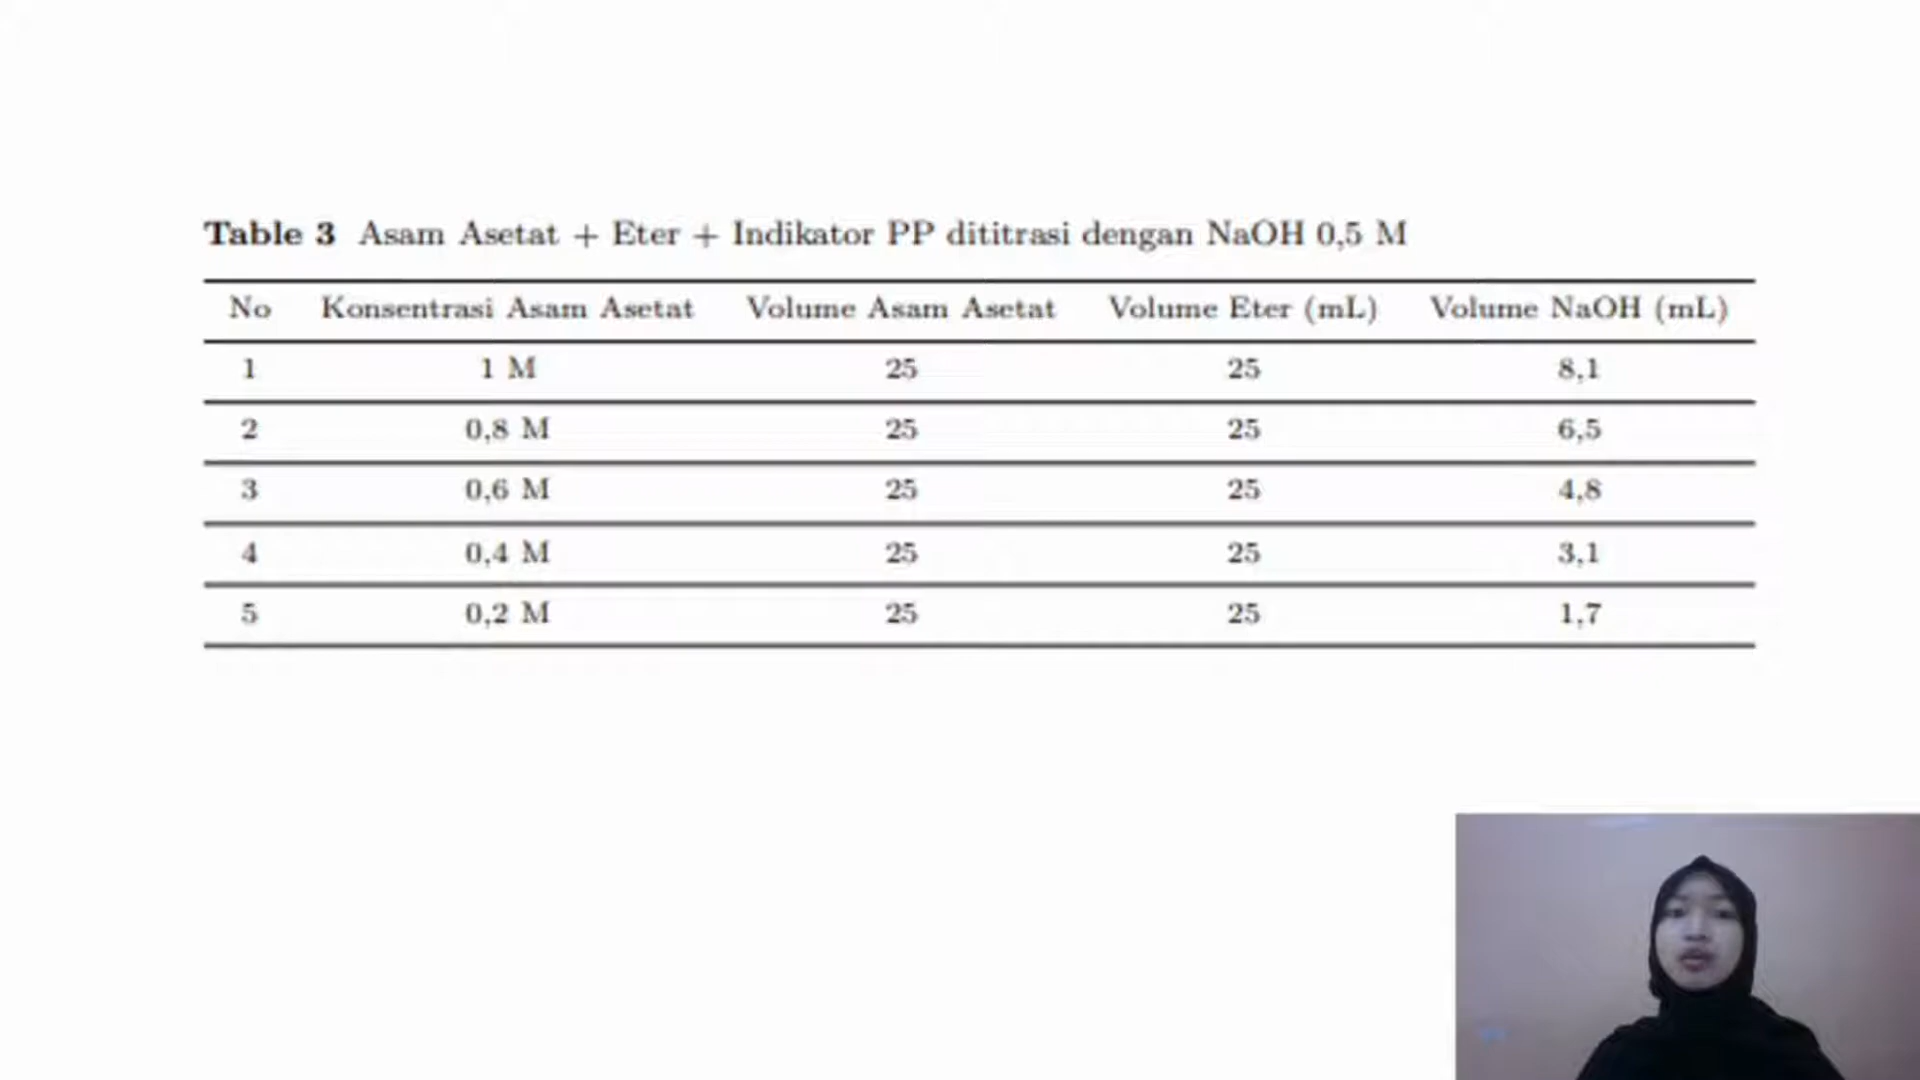 Table 3 Asam Asetat + Eter + Indikator PP dititrasi dengan NaOH 0,5 M
No Konsentrasi Asam Asetat Volume Asam Asetat Volume Eter (mL) Volume NaOH (mL)
1 1 M 25 25 8,1
2 0,8 M 25 25 6,5
3 0,6 M 25 25 4,8
4 0,4 M 25 25 3,1
5 0,2 M 25 25 1,7